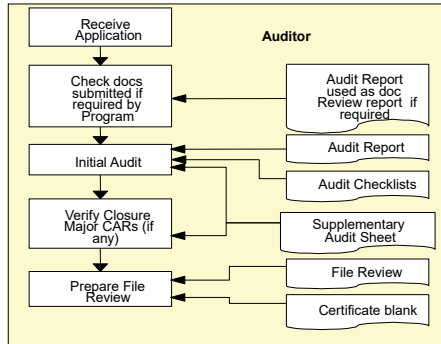 Receive
Application
Auditor
Check docs
submitted if
required by
Program
Audit Report
used as doc
Review report if
required
Initial Audit
Audit Report
Audit Checklists
Verify Closure
Major CARs (if
any)
Supplementary
Audit Sheet
Prepare File
Review
File Review
Certificate blank